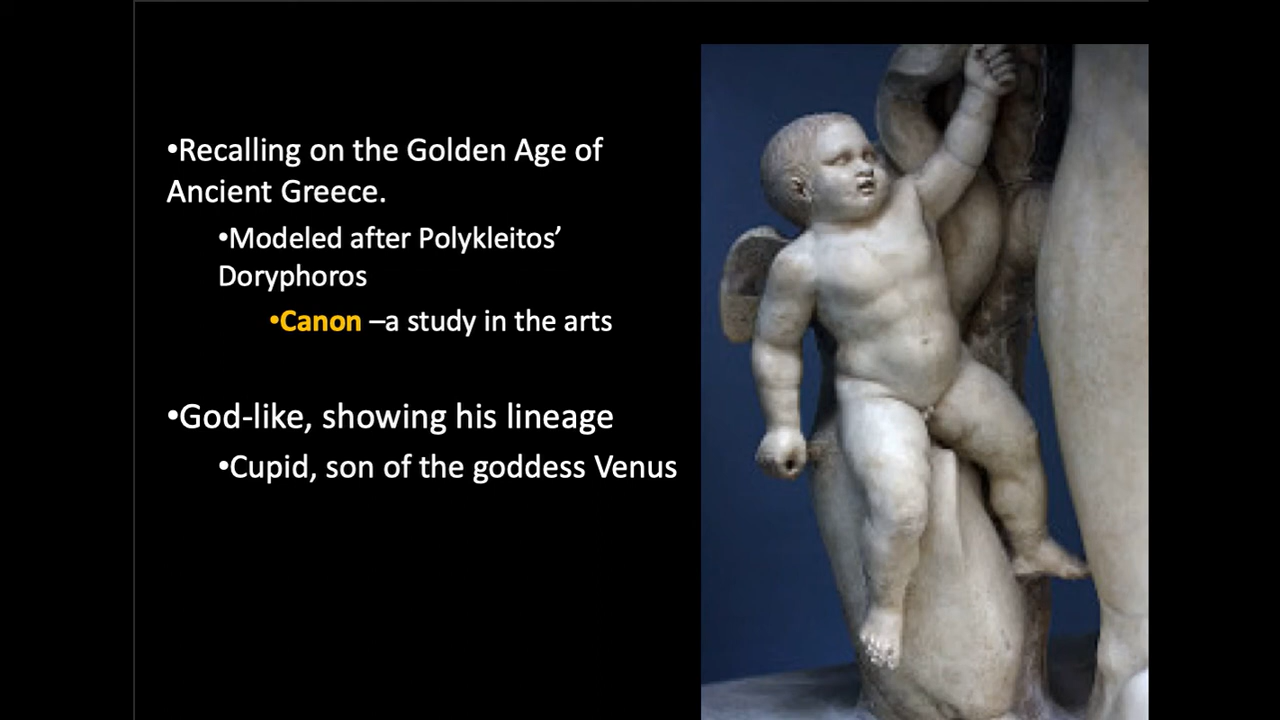 •Recalling on the Golden Age of
Ancient Greece.
•Modeled after Polykleitos’
Doryphoros
•Canon –a study in the arts
•God-like, showing his lineage
•Cupid, son of the goddess Venus